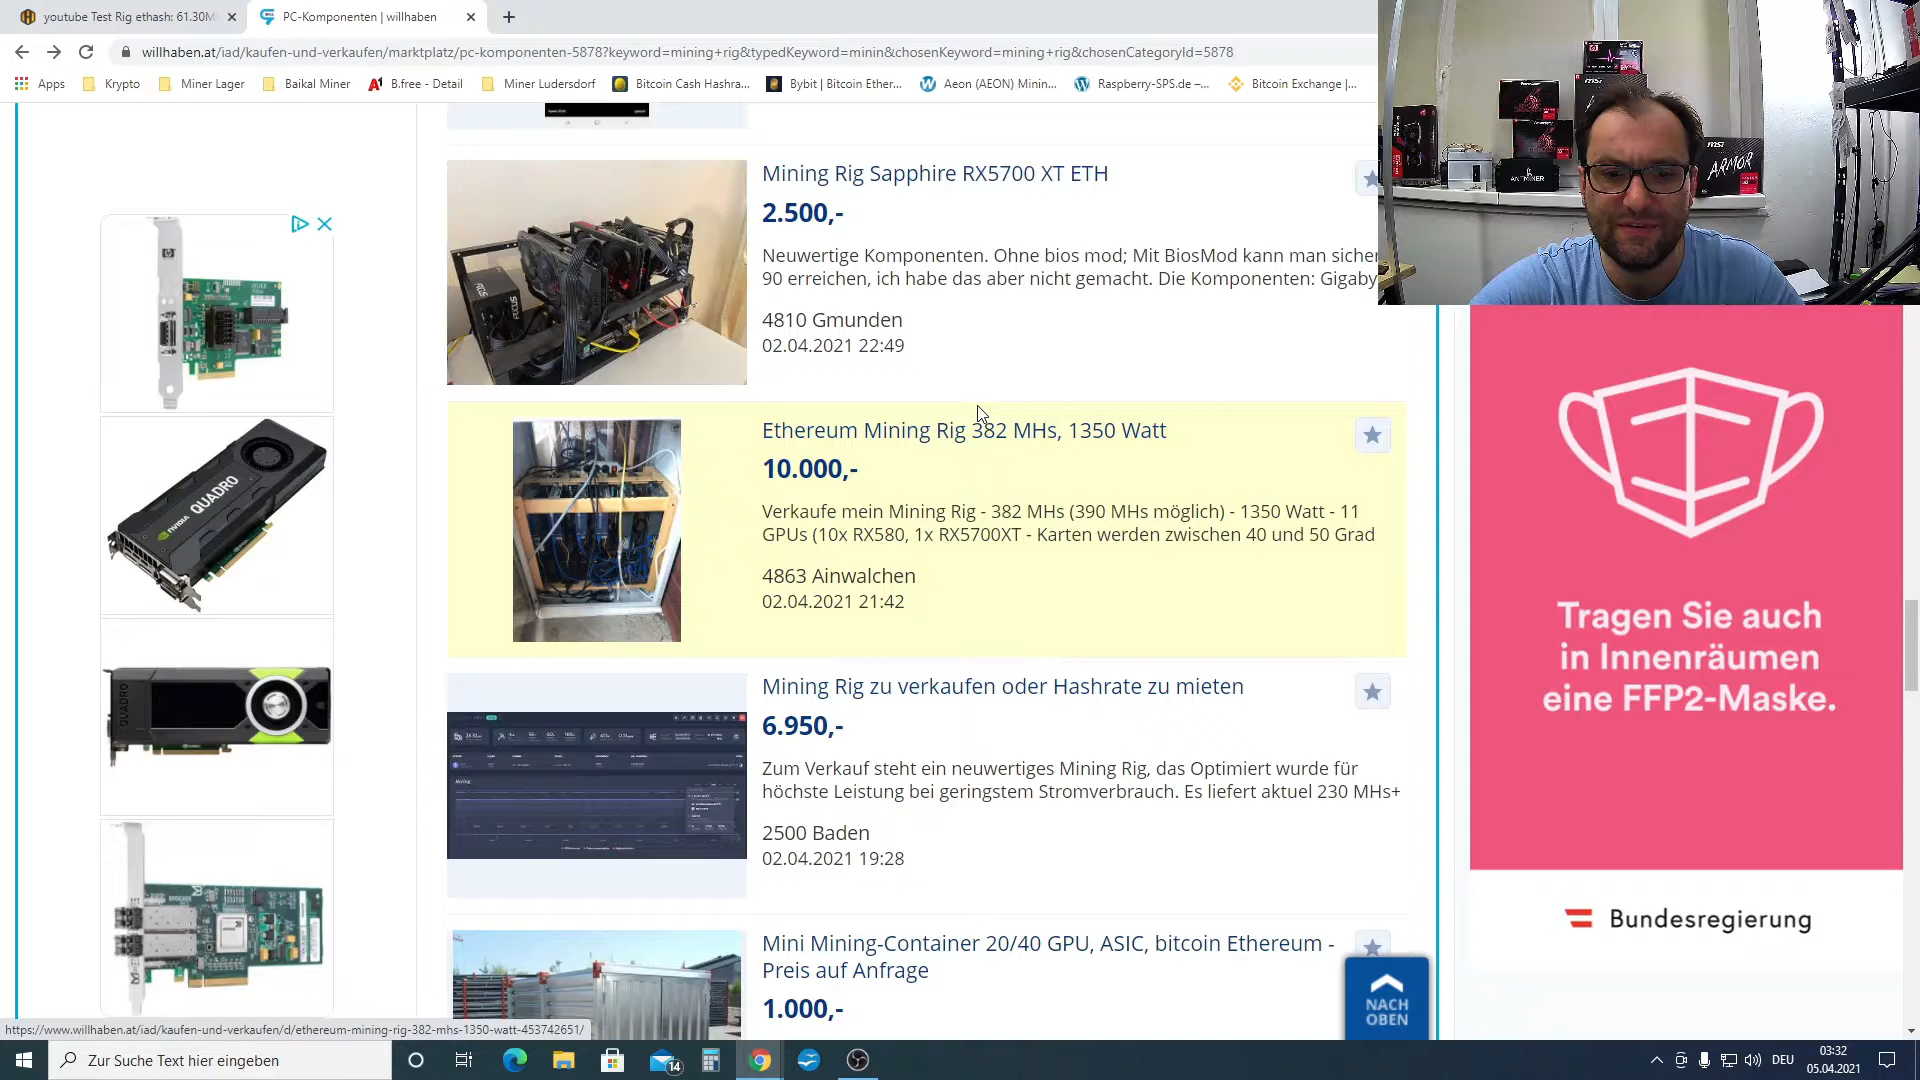 youtube Test Rig ethash: 61.30M
PC-Komponenten | willhaben
willhaben.at/iad/kaufen-und-verkaufen/marktplatz/pc-komponenten-5878?keyword=mining+rig&typedKeyword=minin&chosenKeyword=mining+rig&chosenCategoryId=5878
Apps Krypto Miner Lager Baikal Miner B.free - Detail Miner Ludersdorf Bitcoin Cash Hashra... Bybit | Bitcoin Ether... Aeon (AEON) Minin... Raspberry-SPS.de –... Bitcoin Exchange |...
msi
ARMOR
ANTMINER
Mining Rig Sapphire RX5700 XT ETH
2.500,-
Neuwertige Komponenten. Ohne bios mod; Mit BiosMod kann man sicher
90 erreichen, ich habe das aber nicht gemacht. Die Komponenten: Gigaby
4810 Gmunden
02.04.2021 22:49
FOCUS
Ethereum Mining Rig 382 MHs, 1350 Watt
10.000,-
Verkaufe mein Mining Rig - 382 MHs (390 MHs möglich) - 1350 Watt - 11
GPUs (10x RX580, 1x RX5700XT - Karten werden zwischen 40 und 50 Grad
4863 Ainwalchen
02.04.2021 21:42
Mining Rig zu verkaufen oder Hashrate zu mieten
6.950,-
Zum Verkauf steht ein neuwertiges Mining Rig, das Optimiert wurde für
höchste Leistung bei geringstem Stromverbrauch. Es liefert aktuel 230 MHs+
2500 Baden
02.04.2021 19:28
Mini Mining-Container 20/40 GPU, ASIC, bitcoin Ethereum -
Preis auf Anfrage
1.000,-
NVIDIA QUADRO
QUADRO
Tragen Sie auch
in Innenräumen
eine FFP2-Maske.
Bundesregierung
NACH
OBEN
https://www.willhaben.at/iad/kaufen-und-verkaufen/d/ethereum-mining-rig-382-mhs-1350-watt-453742651/
Zur Suche Text hier eingeben
14
DEU
03:32
05.04.2021